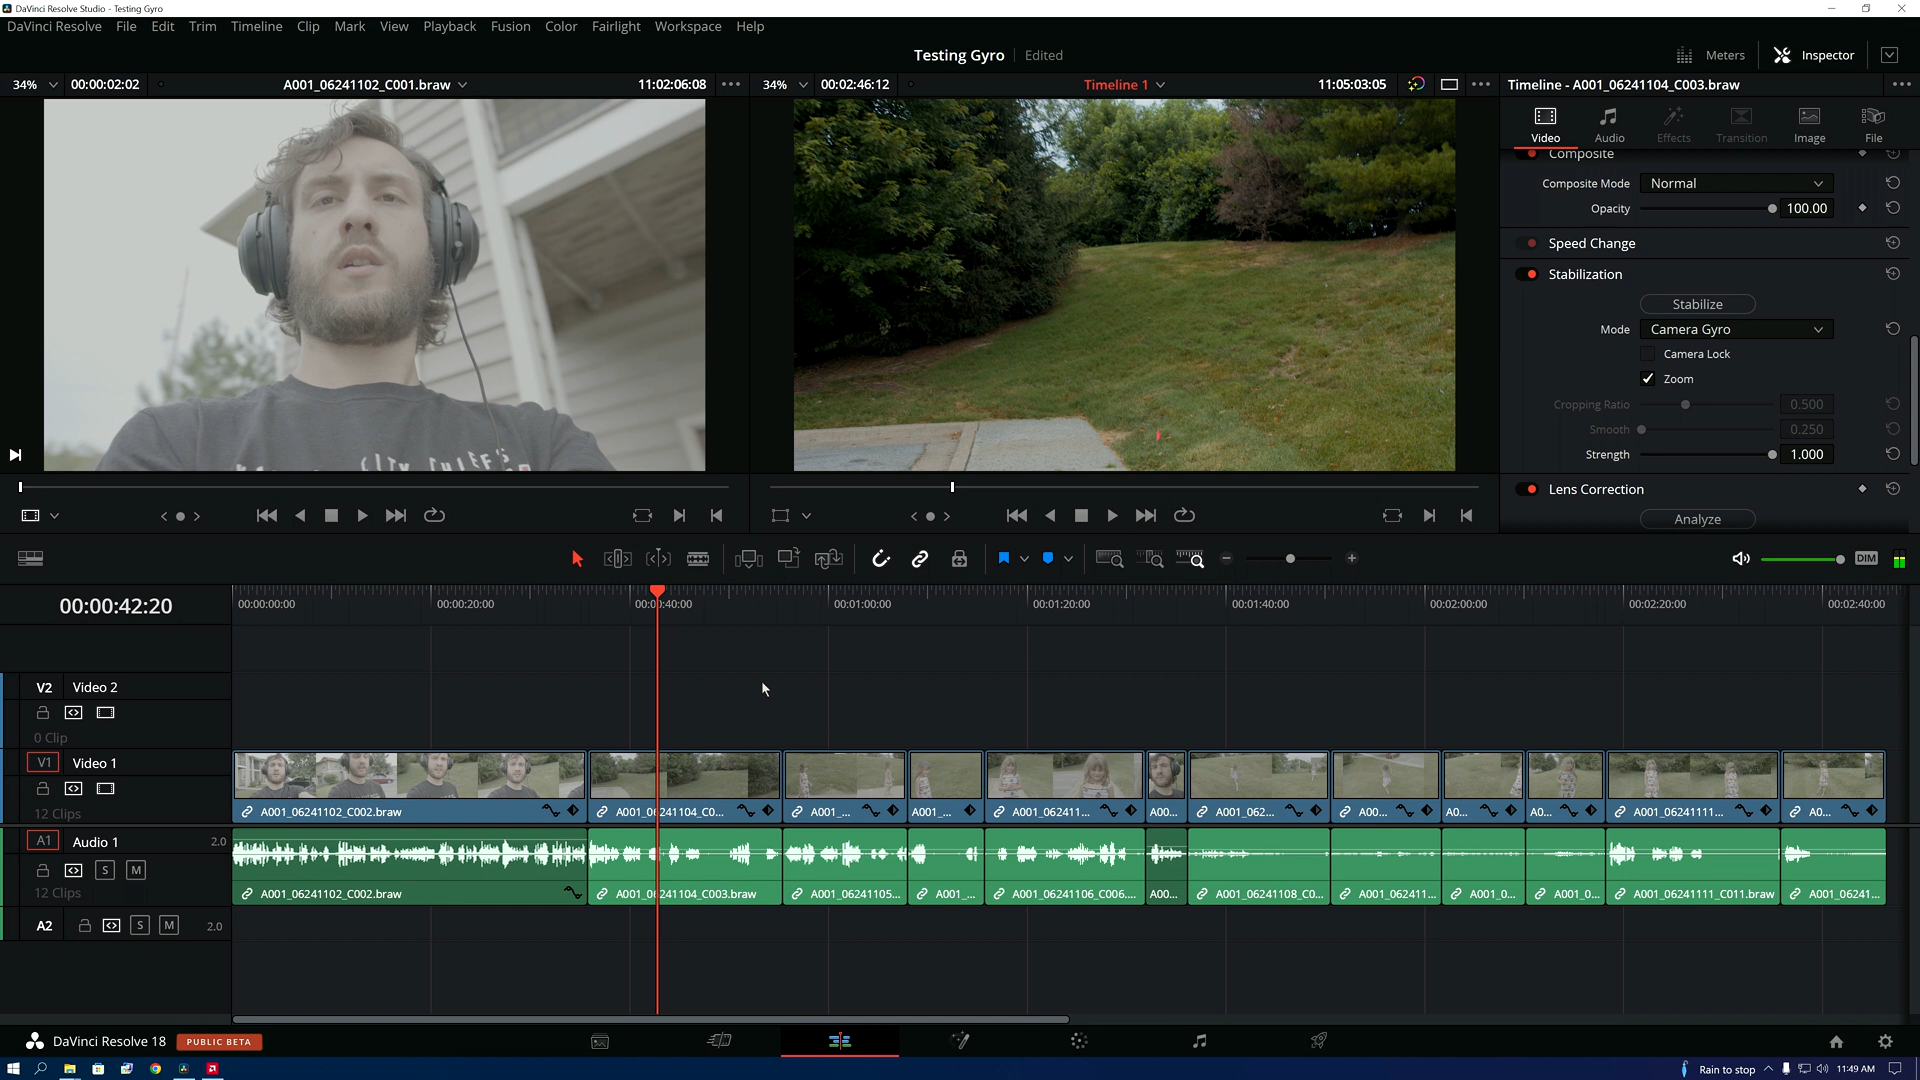 DaVinci Resolve Studio - Testing Gyro
DaVinci Resolve File Edit Trim Timeline Clip Mark View Playback Fusion Color Fairlight Workspace Help
Testing Gyro Edited
Meters Inspector
34% 00:00:02:02 A001_06241102_C001.braw 11:02:06:08
34% 00:02:46:12 Timeline 1 11:05:03:05
Timeline - A001_06241104_C003.braw
Video Audio Effects Transition Image File
Composite
Composite Mode Normal
Opacity 100.00
Speed Change
Stabilization
Stabilize
Mode Camera Gyro
Camera Lock
Zoom
Cropping Ratio 0.500
Smooth 0.250
Strength 1.000
Lens Correction
Analyze
DIM
00:00:42:20
00:00:00:00 00:00:20:00 00:00:40:00 00:01:00:00 00:01:20:00 00:01:40:00 00:02:00:00 00:02:20:00 00:02:40:00
V2 Video 2
0 Clip
V1 Video 1
12 Clips
A001_06241102_C002.braw A001_06241104_C0... A001_... A001_... A001_062411... A00... A001_062... A00... A0... A0... A001_06241111... A0...
A1 Audio 1 2.0
S M
12 Clips
A001_06241102_C002.braw A001_06241104_C003.braw A001_06241105... A001_... A001_06241106_C006.... A00... A001_06241108_C0... A001_062411... A001_0... A001_0... A001_06241111_C011.braw A001_06241...
A2 S M 2.0
DaVinci Resolve 18 PUBLIC BETA
Rain to stop 11:49 AM